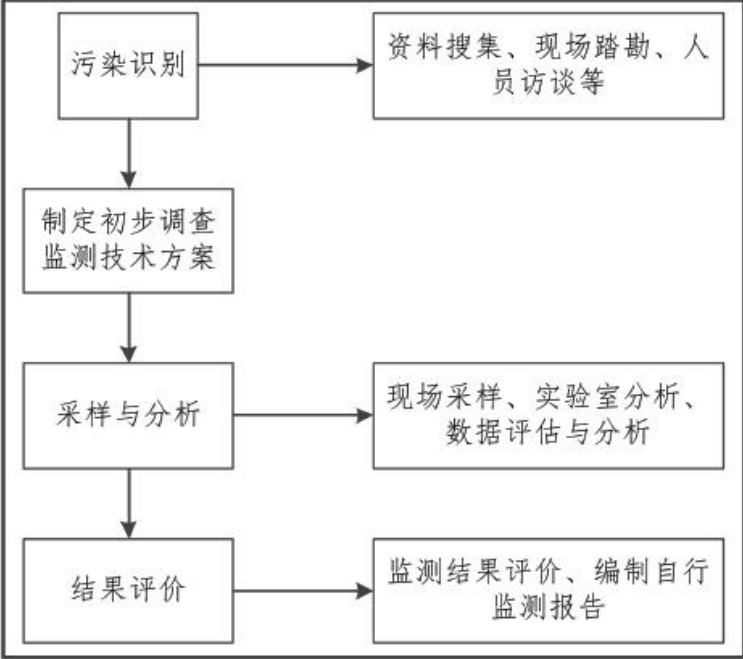 污染识别
资料搜集、现场踏勘、人
员访谈等
制定初步调查
监测技术方案
采样与分析
现场采样、实验室分析、
数据评估与分析
结果评价
监测结果评价、编制自行
监测报告